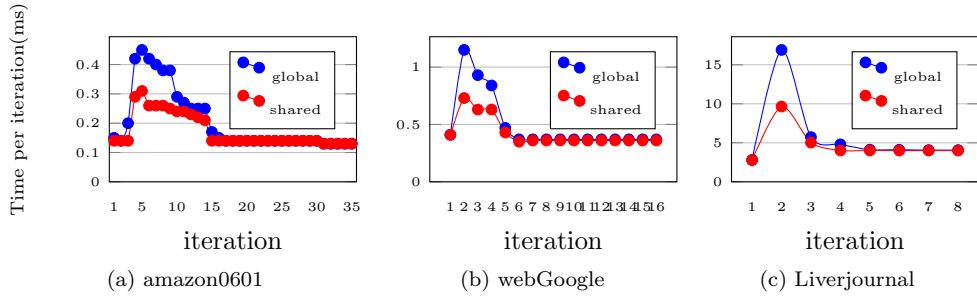 Time per iteration(ms)
0.4
0.3
0.2
0.1
0
1 5 10 15 20 25 30 35
global
shared
iteration
(a) amazon0601
1
0.5
0
1 2 3 4 5 6 7 8 9 10 11 12 13 14 15 16
global
shared
iteration
(b) webGoogle
15
10
5
0
1 2 3 4 5 6 7 8
global
shared
iteration
(c) Liverjournal